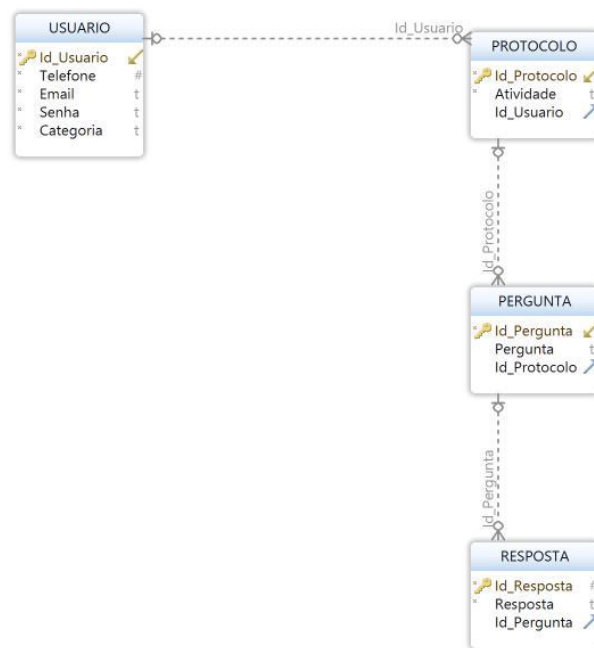 USUARIO
Id_Usuario
Telefone #
Email t
Senha t
Categoria t
Id_Usuario
PROTOCOLO
Id_Protocolo
Atividade t
Id_Usuario
Id_Protocolo
PERGUNTA
Id_Pergunta
Pergunta t
Id_Protocolo
Id_Pergunta
RESPOSTA
Id_Resposta #
Resposta t
Id_Pergunta